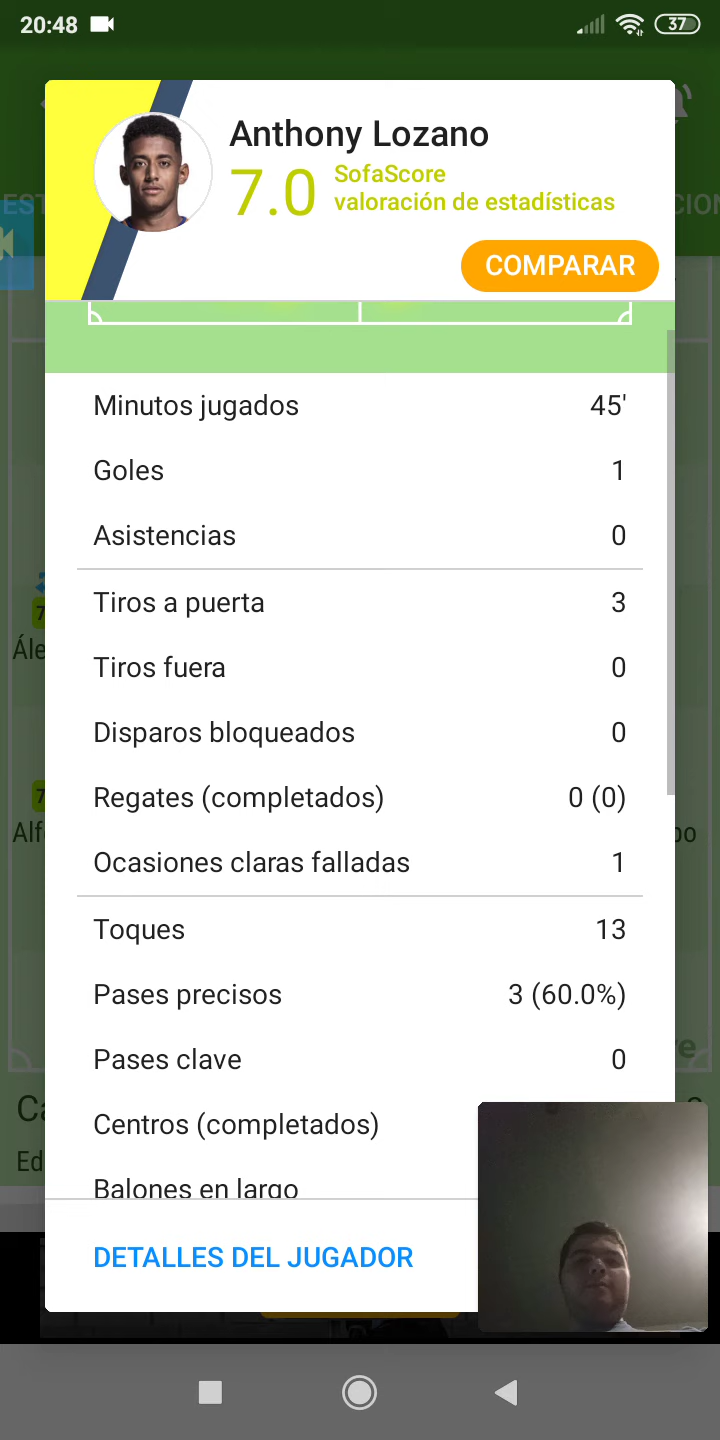 20:48
37
Anthony Lozano
7.0
SofaScore
valoración de estadísticas
COMPARAR
Minutos jugados 45'
Goles 1
Asistencias 0
Tiros a puerta 3
Tiros fuera 0
Disparos bloqueados 0
Regates (completados) 0 (0)
Ocasiones claras falladas 1
Toques 13
Pases precisos 3 (60.0%)
Pases clave 0
Centros (completados)
Balones en largo
DETALLES DEL JUGADOR